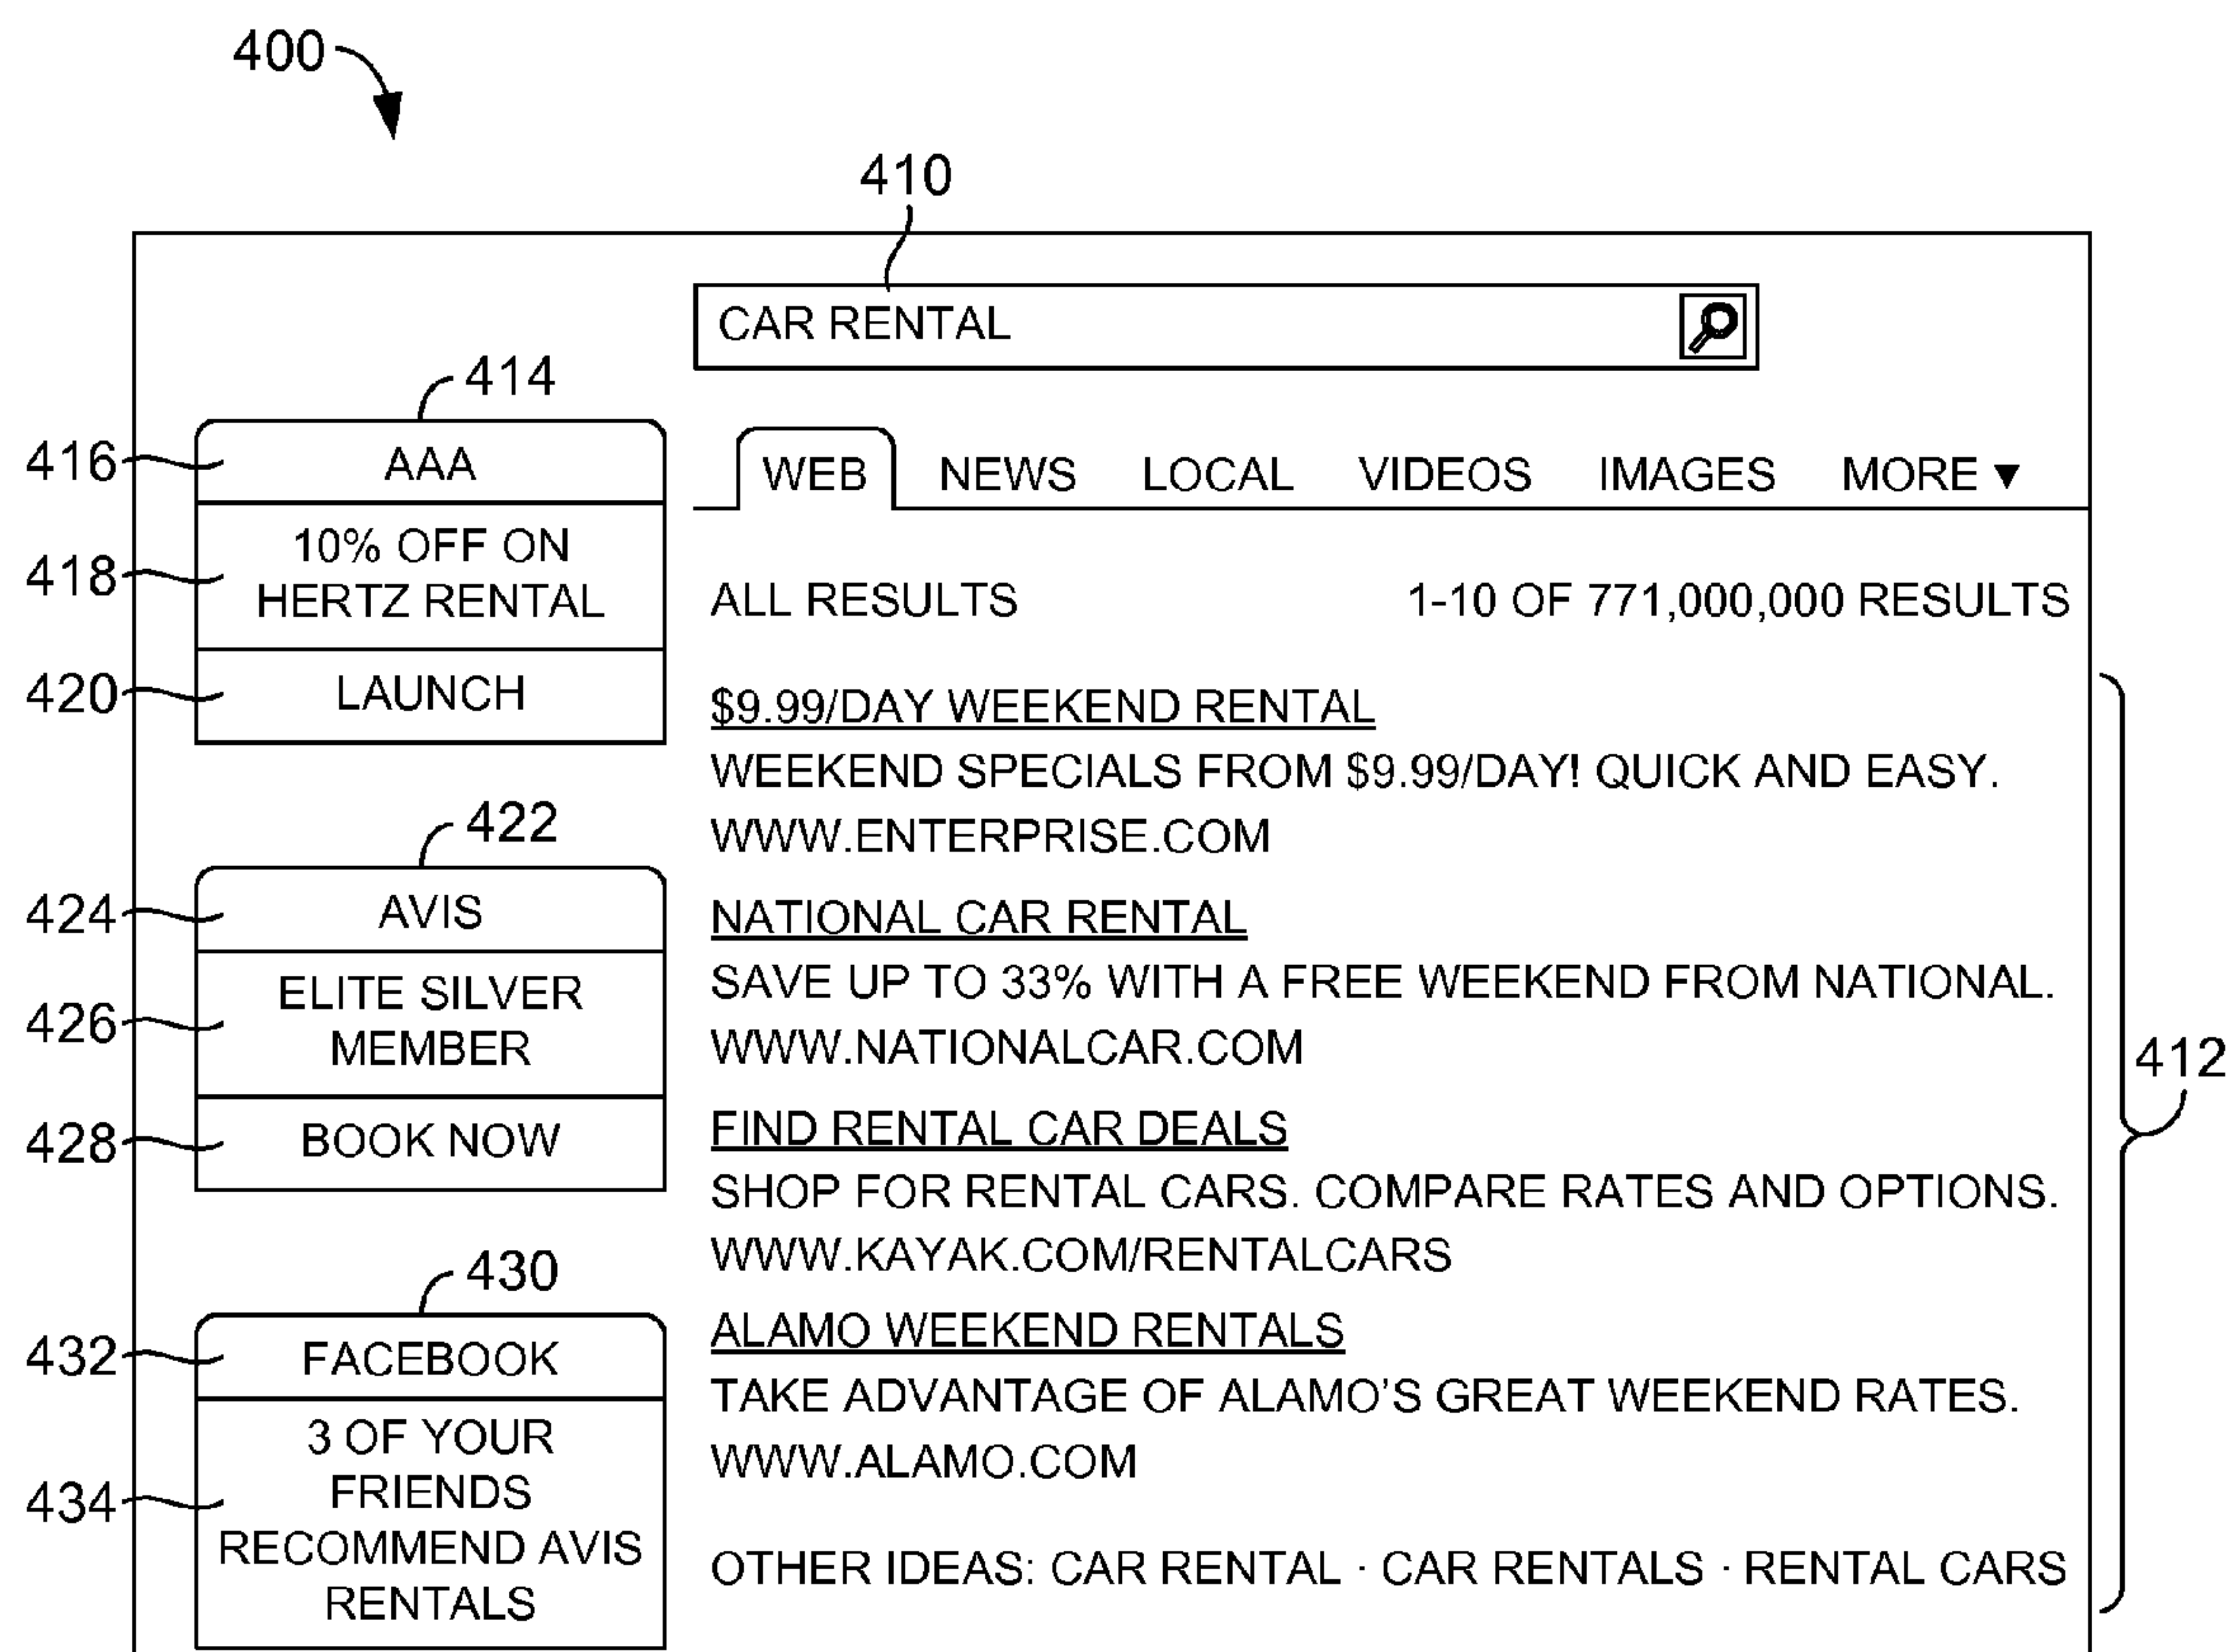 400
410
CAR RENTAL
414
416
AAA
418
10% OFF ON
HERTZ RENTAL
420
LAUNCH
422
424
AVIS
426
ELITE SILVER
MEMBER
428
BOOK NOW
430
432
FACEBOOK
434
3 OF YOUR
FRIENDS
RECOMMEND AVIS
RENTALS
WEB NEWS LOCAL VIDEOS IMAGES MORE ▼
ALL RESULTS 1-10 OF 771,000,000 RESULTS
$9.99/DAY WEEKEND RENTAL
WEEKEND SPECIALS FROM $9.99/DAY! QUICK AND EASY.
WWW.ENTERPRISE.COM
NATIONAL CAR RENTAL
SAVE UP TO 33% WITH A FREE WEEKEND FROM NATIONAL.
WWW.NATIONALCAR.COM
FIND RENTAL CAR DEALS
SHOP FOR RENTAL CARS. COMPARE RATES AND OPTIONS.
WWW.KAYAK.COM/RENTALCARS
ALAMO WEEKEND RENTALS
TAKE ADVANTAGE OF ALAMO'S GREAT WEEKEND RATES.
WWW.ALAMO.COM
OTHER IDEAS: CAR RENTAL · CAR RENTALS · RENTAL CARS
412